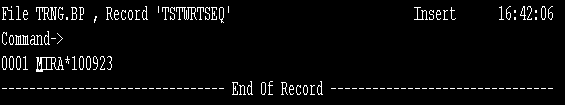 File TRNG.BP , Record 'TSTWRTSEQ' Insert 16:42:06
Command->
0001 MIRA*100923
------------------------------- End Of Record -------------------------------